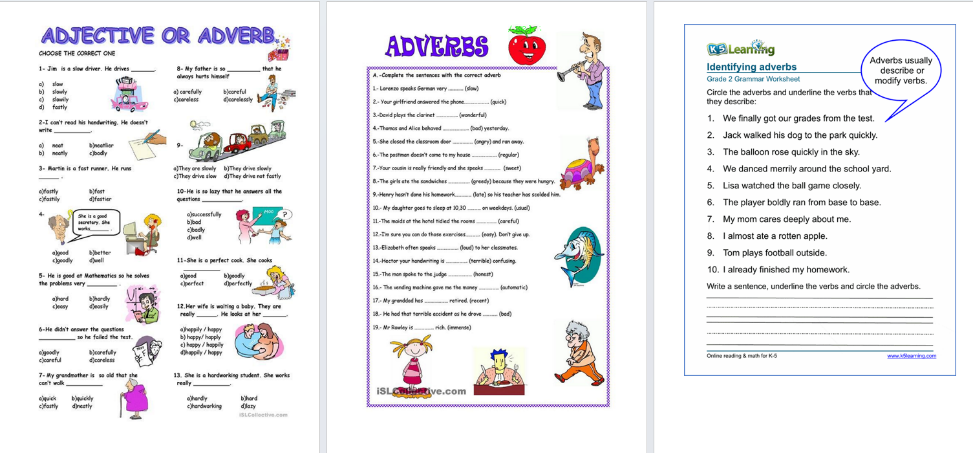 ADJECTIVE OR ADVERB
CHOOSE THE CORRECT ONE
1- Jim is a slow driver. He drives ______.
a) slow
b) slowly
c) slawily
d) fastly
2-I can't read his handwriting. He doesn't
write __________.
a) neat b)neatlier
b) neatly c)badly
3- Martin is a fast runner. He runs
______ .
a)fastly b)fast
c)fastily d)fastier
4-
She is a good
secretary. She
works______.
a)good b)better
c)goodly d)well
5- He is good at Mathematics so he solves
the problems very ________ .
a)hard b)hardly
c)easy d)easily
6-He didn't answer the questions
__________ so he failed the test.
a)goodly b)carefully
c)careful d)careless
7- My grandmother is so old that she
can't walk __________
a)quick b)quickly
c)fastly d)neatly
8- My father is so _________ that he
always hurts himself
a) carefully b)careful
c)careless d)carelessly
9-
a)They are slowly b)They drive slowly
c)They drive slow d)They drive not fastly
10-He is so lazy that he answers all the
questions __________.
a)successfully
b)bad
c)badly
d)well
11-She is a perfect cook. She cooks
__________
a)good b)goodly
c)perfect d)perfectly
12.Her wife is waiting a baby. They are
really ______. He looks at her ______.
a)happily / happy
b) happy/ happly
c) happy / happily
d)happily / happy
13. She is a hardworking student. She works
really _________.
a)hardly b)hard
c)hardworking d)lazy
iSLCollective.com
ADVERBS
A.-Complete the sentences with the correct adverb
1.- Lorenzo speaks German very .......... (slow)
2.- Your girlfriend answered the phone................. (quick)
3.-David plays the clarinet .............. (wonderful)
4.-Thomas and Alice behaved ................ (bad) yesterday.
5.-She closed the classroom door ............ (angry) and ran away.
6.-The postman doesn't come to my house ............. (regular)
7.-Your cousin is really friendly and she speaks ............ (sweet)
8.-The girls ate the sandwiches ............. (greedy) because they were hungry.
9.-Henry hasn't done his homework.......... (late) so his teacher has scolded him.
10.- My daughter goes to sleep at 10.30 ......... on weekdays. (usual)
11.-The maids at the hotel tidied the rooms ............. (careful)
12.-I'm sure you can do those exercises.......... (easy). Don't give up.
13.-Elizabeth often speaks ............. (loud) to her classmates.
14.-Hector your handwriting is ............ (terrible) confusing.
15.-The man spoke to the judge .............. (honest)
16.- The vending machine gave me the money ............ (automatic)
17.- My granddad has .............. retired. (recent)
18.- He had that terrible accident as he drove ......... (bad)
19.- Mr Rawley is ............ rich. (immense)
iSLCollective.com
K5 Learning
Identifying adverbs
Grade 2 Grammar Worksheet
Adverbs usually
describe or
modify verbs.
Circle the adverbs and underline the verbs that
they describe:
1. We finally got our grades from the test.
2. Jack walked his dog to the park quickly.
3. The balloon rose quickly in the sky.
4. We danced merrily around the school yard.
5. Lisa watched the ball game closely.
6. The player boldly ran from base to base.
7. My mom cares deeply about me.
8. I almost ate a rotten apple.
9. Tom plays football outside.
10. I already finished my homework.
Write a sentence, underline the verbs and circle the adverbs.
Online reading & math for K-5 www.k5learning.com